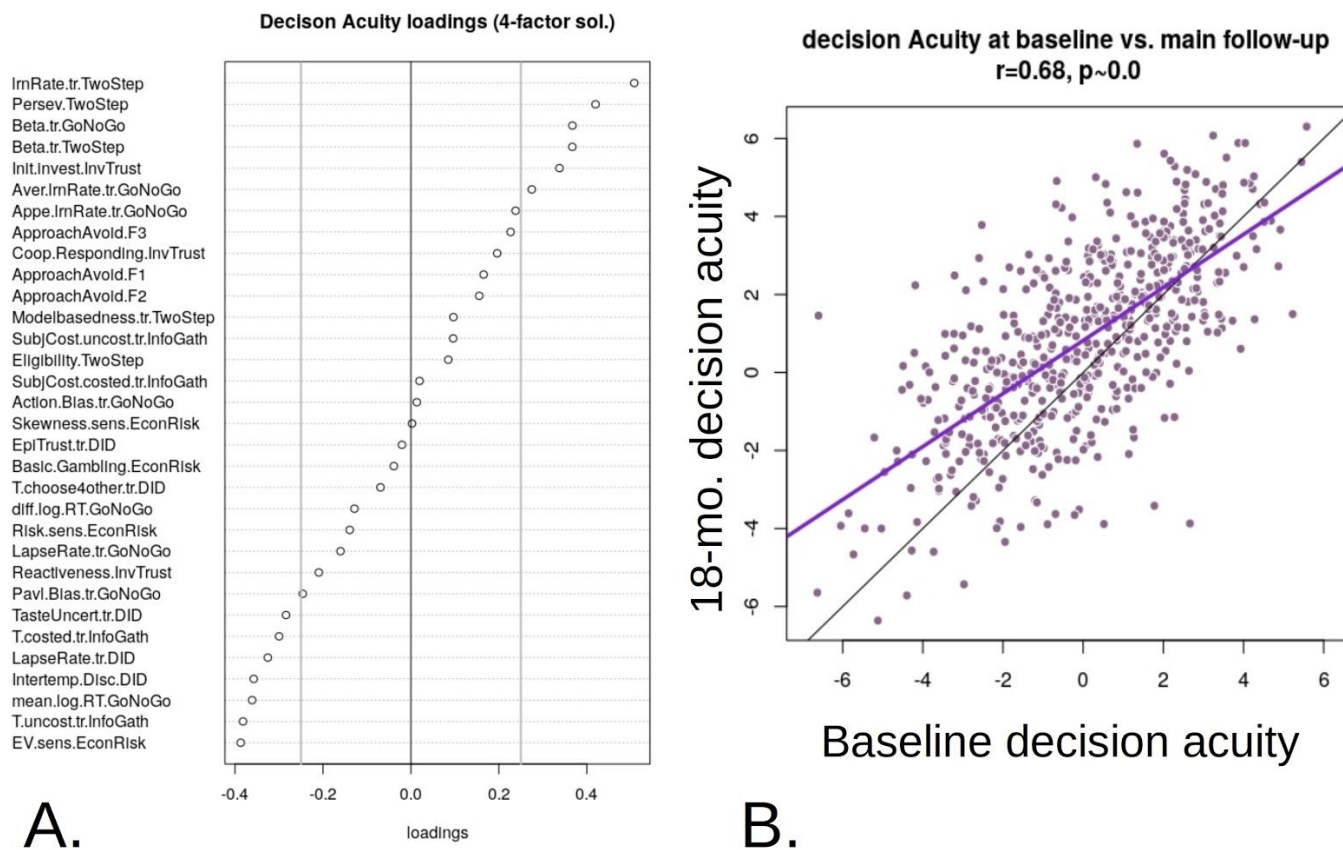 Decison Acuity loadings (4-factor sol.)
lrnRate.tr.TwoStep
Persev.TwoStep
Beta.tr.GoNoGo
Beta.tr.TwoStep
Init.invest.InvTrust
Aver.lrnRate.tr.GoNoGo
Appe.lrnRate.tr.GoNoGo
ApproachAvoid.F3
Coop.Responding.InvTrust
ApproachAvoid.F1
ApproachAvoid.F2
Modelbasedness.tr.TwoStep
SubjCost.uncost.tr.InfoGath
Eligibility.TwoStep
SubjCost.costed.tr.InfoGath
Action.Bias.tr.GoNoGo
Skewness.sens.EconRisk
EpiTrust.tr.DID
Basic.Gambling.EconRisk
T.choose4other.tr.DID
diff.log.RT.GoNoGo
Risk.sens.EconRisk
LapseRate.tr.GoNoGo
Reactiveness.InvTrust
Pavl.Bias.tr.GoNoGo
TasteUncert.tr.DID
T.costed.tr.InfoGath
LapseRate.tr.DID
Intertemp.Disc.DID
mean.log.RT.GoNoGo
T.uncost.tr.InfoGath
EV.sens.EconRisk
-0.4 -0.2 0.0 0.2 0.4
loadings
A.
decision Acuity at baseline vs. main follow-up
r=0.68, p~0.0
18-mo. decision acuity
6
4
2
0
-2
-4
-6
-6 -4 -2 0 2 4 6
Baseline decision acuity
B.